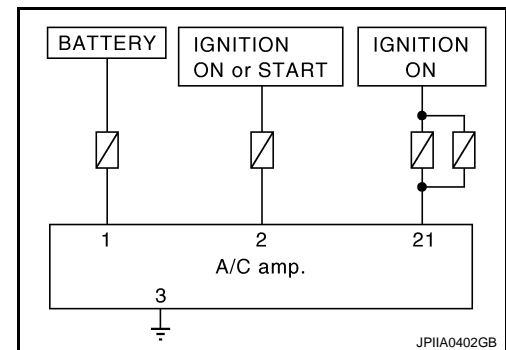 BATTERY
IGNITION
ON or START
IGNITION
ON
1
2
21
A/C amp.
3
JPIIA0402GB